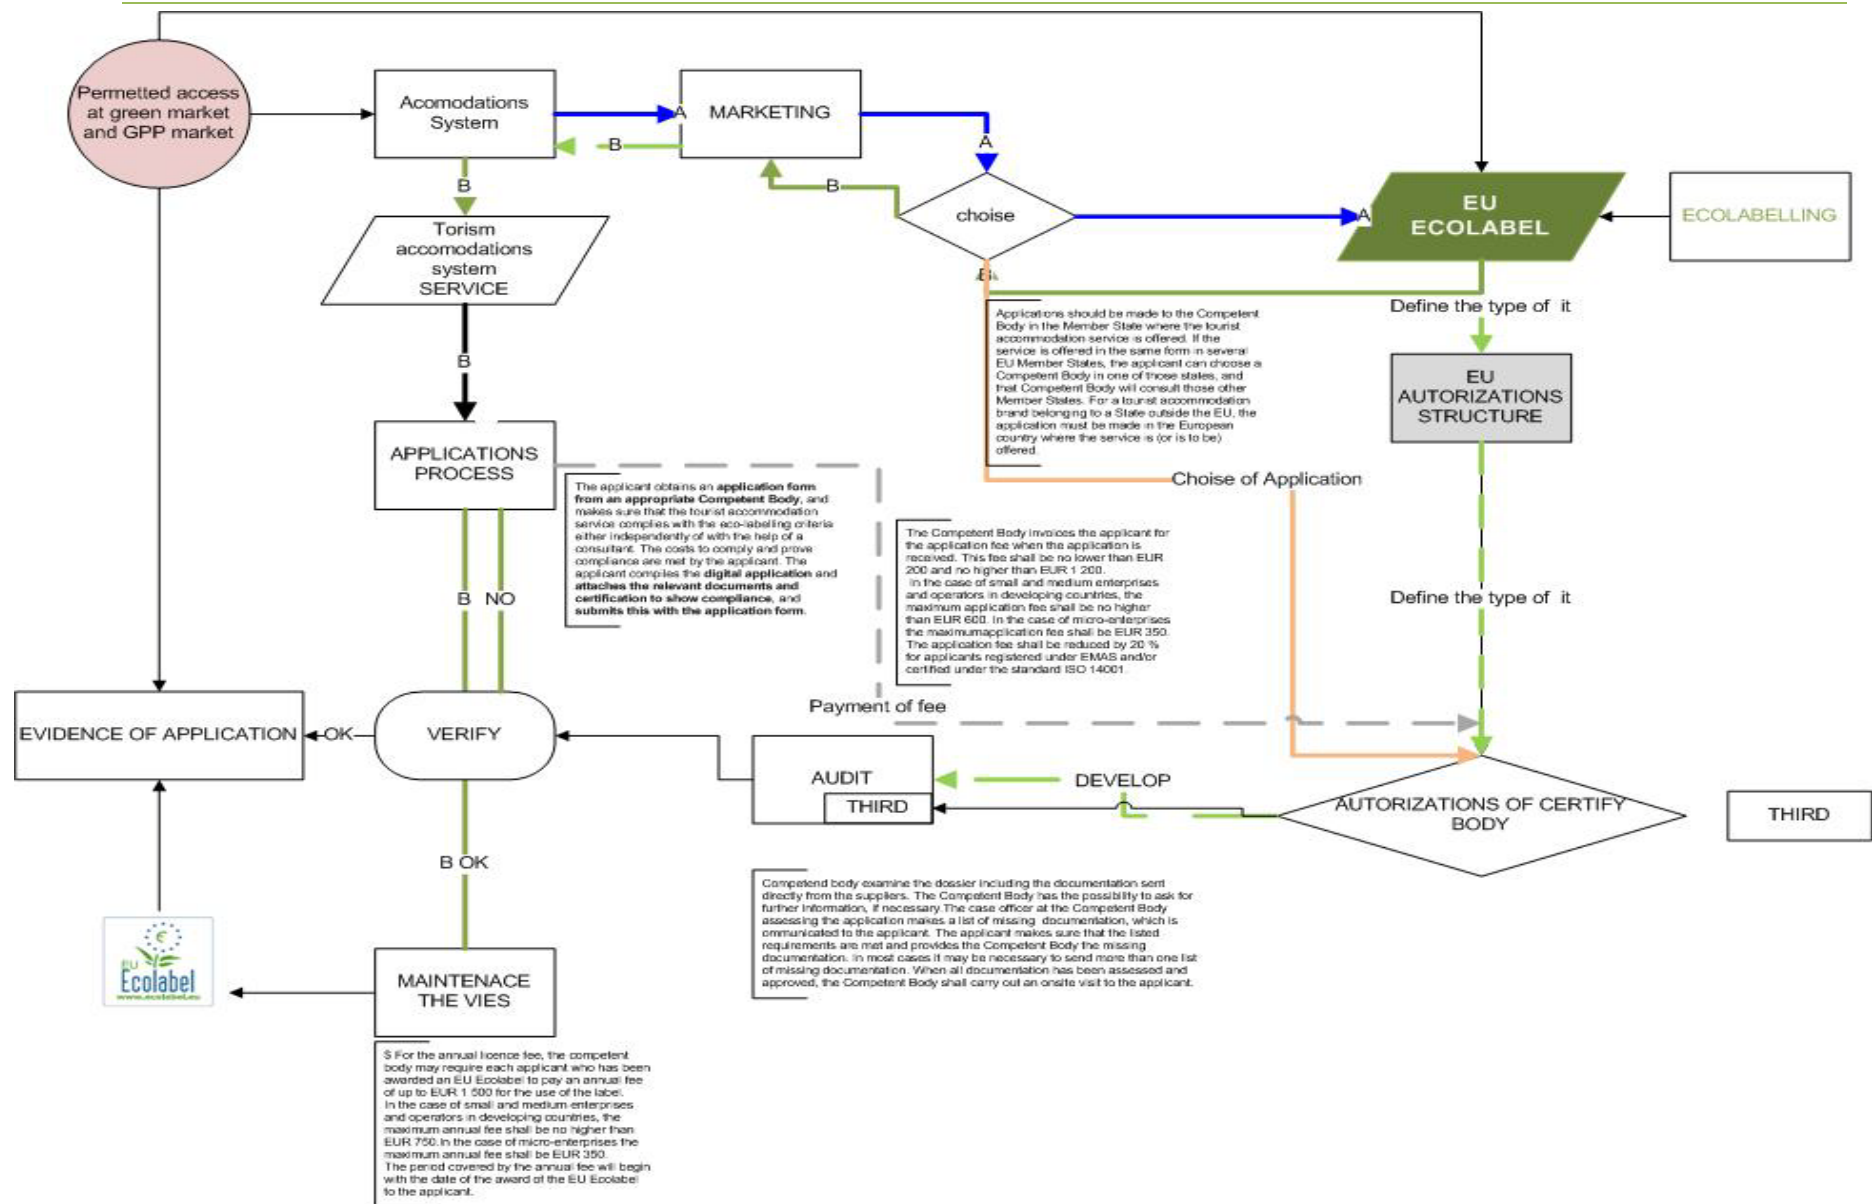 Permetted access
at green market
and GPP market
Acomodations
System
A
MARKETING
B
A
B
choise
A
EU
ECOLABEL
ECOLABELLING
B
Torism
accomodations
system
SERVICE
B
Define the type of it
Applications should be made to the Competent
Body in the Member State where the tourist
accommodation service is offered. If the
service is offered in the same form in several
EU Member States, the applicant can choose a
Competent Body in one of those states, and
that Competent Body will consult those other
Member States. For a tourist accommodation
brand belonging to a State outside the EU, the
application must be made in the European
country where the service is (or is to be)
offered.
EU
AUTORIZATIONS
STRUCTURE
B
APPLICATIONS
PROCESS
Choise of Application
The applicant obtains an application form
from an appropriate Competent Body, and
makes sure that the tourist accommodation
service complies with the eco-labelling criteria
either independently of with the help of a
consultant. The costs to comply and prove
compliance are met by the applicant. The
applicant compiles the digital application and
attaches the relevant documents and
certification to show compliance, and
submits this with the application form.
The Competent Body invoices the applicant for
the application fee when the application is
received. This fee shall be no lower than EUR
200 and no higher than EUR 1 200.
In the case of small and medium enterprises
and operators in developing countries, the
maximum application fee shall be no higher
than EUR 600. In the case of micro-enterprises
the maximumapplication fee shall be EUR 350.
The application fee shall be reduced by 20 %
for applicants registered under EMAS and/or
certified under the standard ISO 14001.
B NO
Define the type of it
Payment of fee
EVIDENCE OF APPLICATION
OK
VERIFY
AUDIT
THIRD
DEVELOP
AUTORIZATIONS OF CERTIFY
BODY
THIRD
B OK
Competend body examine the dossier including the documentation sent
directly from the suppliers. The Competent Body has the possibility to ask for
further information, if necessary.The case officer at the Competent Body
assessing the application makes a list of missing documentation, which is
ommunicated to the applicant. The applicant makes sure that the listed
requirements are met and provides the Competent Body the missing
documentation. In most cases it may be necessary to send more than one list
of missing documentation. When all documentation has been assessed and
approved, the Competent Body shall carry out an onsite visit to the applicant.
EU
Ecolabel
www.ecolabel.eu
MAINTENACE
THE VIES
$ For the annual licence fee, the competent
body may require each applicant who has been
awarded an EU Ecolabel to pay an annual fee
of up to EUR 1 500 for the use of the label.
In the case of small and medium enterprises
and operators in developing countries, the
maximum annual fee shall be no higher than
EUR 750.In the case of micro-enterprises the
maximum annual fee shall be EUR 350.
The period covered by the annual fee will begin
with the date of the award of the EU Ecolabel
to the applicant.